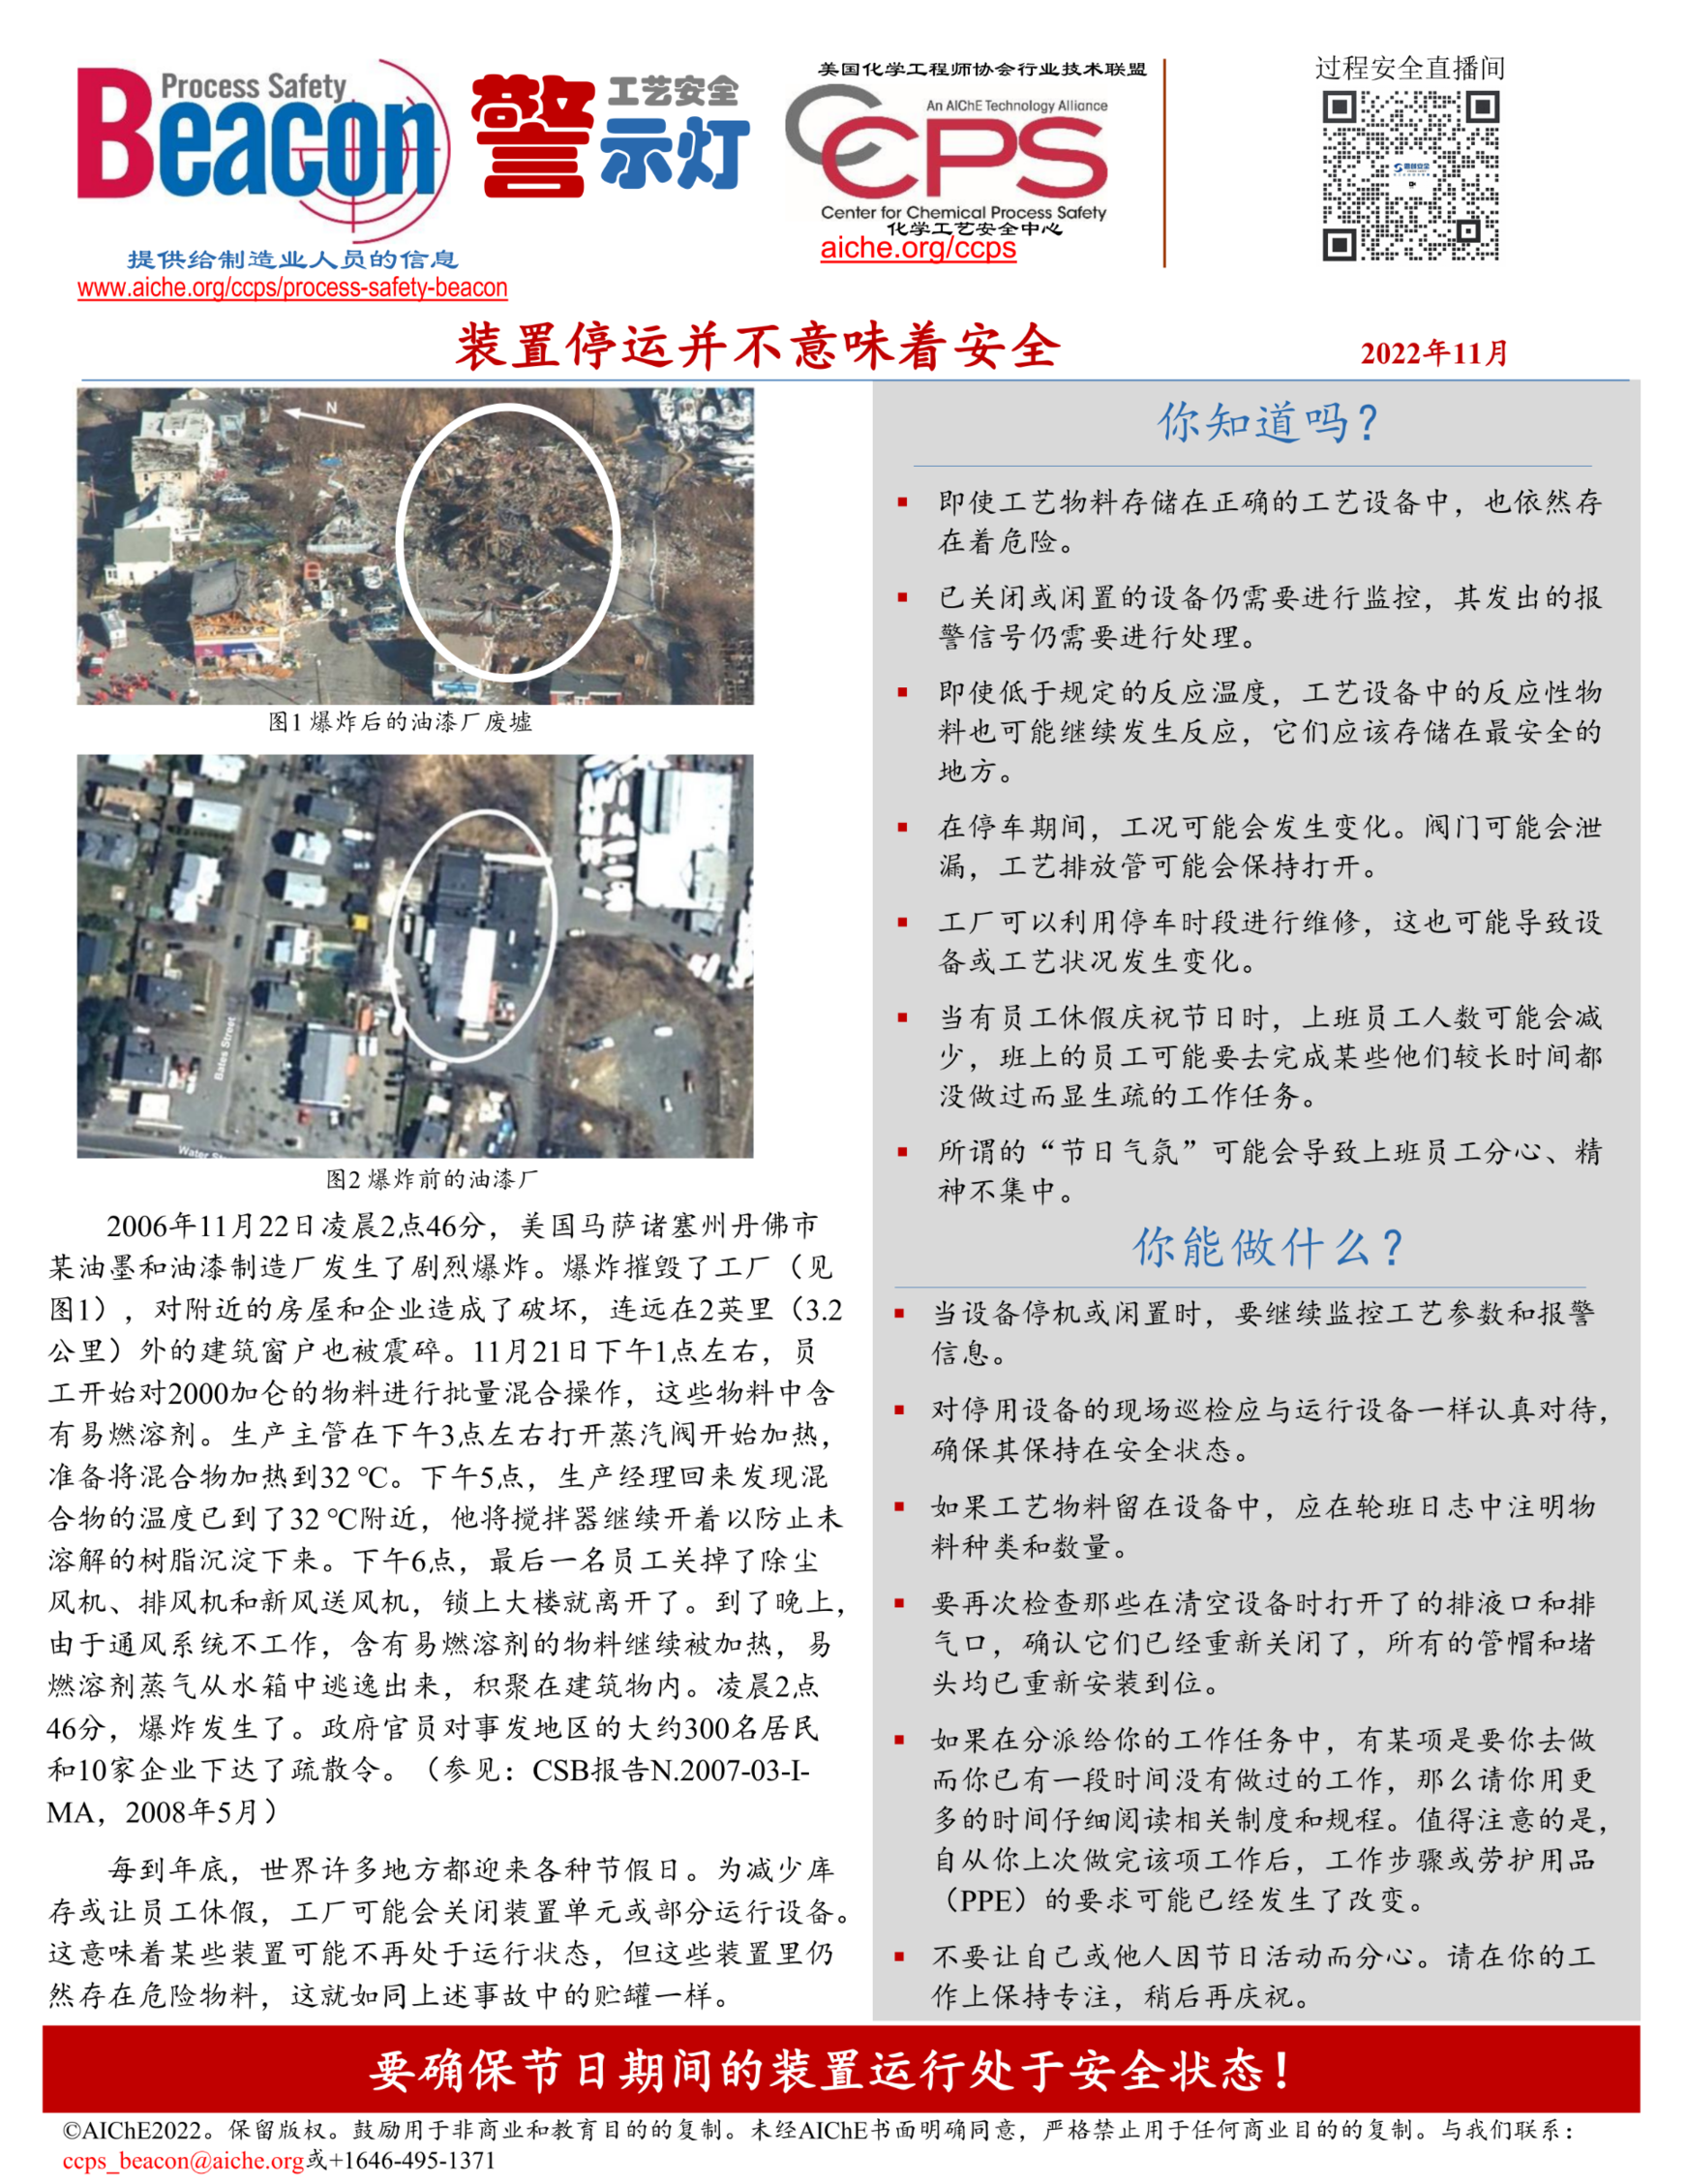 Process Safety
Beacon
警
工艺安全
示灯
提供给制造业人员的信息
www.aiche.org/ccps/process-safety-beacon
美国化学工程师协会行业技术联盟
An AIChE Technology Alliance
CCPS
Center for Chemical Process Safety
化学工艺安全中心
aiche.org/ccps
过程安全直播间
装置停运并不意味着安全
2022年11月
N
图1 爆炸后的油漆厂废墟
Bates Street
Water
图2 爆炸前的油漆厂
2006年11月22日凌晨2点46分，美国马萨诸塞州丹佛市
某油墨和油漆制造厂发生了剧烈爆炸。爆炸摧毁了工厂（见
图1），对附近的房屋和企业造成了破坏，连远在2英里（3.2
公里）外的建筑窗户也被震碎。11月21日下午1点左右，员
工开始对2000加仑的物料进行批量混合操作，这些物料中含
有易燃溶剂。生产主管在下午3点左右打开蒸汽阀开始加热，
准备将混合物加热到32 ℃。下午5点，生产经理回来发现混
合物的温度已到了32 ℃附近，他将搅拌器继续开着以防止未
溶解的树脂沉淀下来。下午6点，最后一名员工关掉了除尘
风机、排风机和新风送风机，锁上大楼就离开了。到了晚上，
由于通风系统不工作，含有易燃溶剂的物料继续被加热，易
燃溶剂蒸气从水箱中逃逸出来，积聚在建筑物内。凌晨2点
46分，爆炸发生了。政府官员对事发地区的大约300名居民
和10家企业下达了疏散令。（参见：CSB报告N.2007-03-I-
MA，2008年5月）
每到年底，世界许多地方都迎来各种节假日。为减少库
存或让员工休假，工厂可能会关闭装置单元或部分运行设备。
这意味着某些装置可能不再处于运行状态，但这些装置里仍
然存在危险物料，这就如同上述事故中的贮罐一样。
你知道吗？
▪ 即使工艺物料存储在正确的工艺设备中，也依然存
在着危险。
▪ 已关闭或闲置的设备仍需要进行监控，其发出的报
警信号仍需要进行处理。
▪ 即使低于规定的反应温度，工艺设备中的反应性物
料也可能继续发生反应，它们应该存储在最安全的
地方。
▪ 在停车期间，工况可能会发生变化。阀门可能会泄
漏，工艺排放管可能会保持打开。
▪ 工厂可以利用停车时段进行维修，这也可能导致设
备或工艺状况发生变化。
▪ 当有员工休假庆祝节日时，上班员工人数可能会减
少，班上的员工可能要去完成某些他们较长时间都
没做过而显生疏的工作任务。
▪ 所谓的“节日气氛”可能会导致上班员工分心、精
神不集中。
你能做什么？
▪ 当设备停机或闲置时，要继续监控工艺参数和报警
信息。
▪ 对停用设备的现场巡检应与运行设备一样认真对待，
确保其保持在安全状态。
▪ 如果工艺物料留在设备中，应在轮班日志中注明物
料种类和数量。
▪ 要再次检查那些在清空设备时打开了的排液口和排
气口，确认它们已经重新关闭了，所有的管帽和堵
头均已重新安装到位。
▪ 如果在分派给你的工作任务中，有某项是要你去做
而你已有一段时间没有做过的工作，那么请你用更
多的时间仔细阅读相关制度和规程。值得注意的是，
自从你上次做完该项工作后，工作步骤或劳护用品
（PPE）的要求可能已经发生了改变。
▪ 不要让自己或他人因节日活动而分心。请在你的工
作上保持专注，稍后再庆祝。
要确保节日期间的装置运行处于安全状态！
©AIChE2022。保留版权。鼓励用于非商业和教育目的的复制。未经AIChE书面明确同意，严格禁止用于任何商业目的的复制。与我们联系：
ccps_beacon@aiche.org或+1646-495-1371